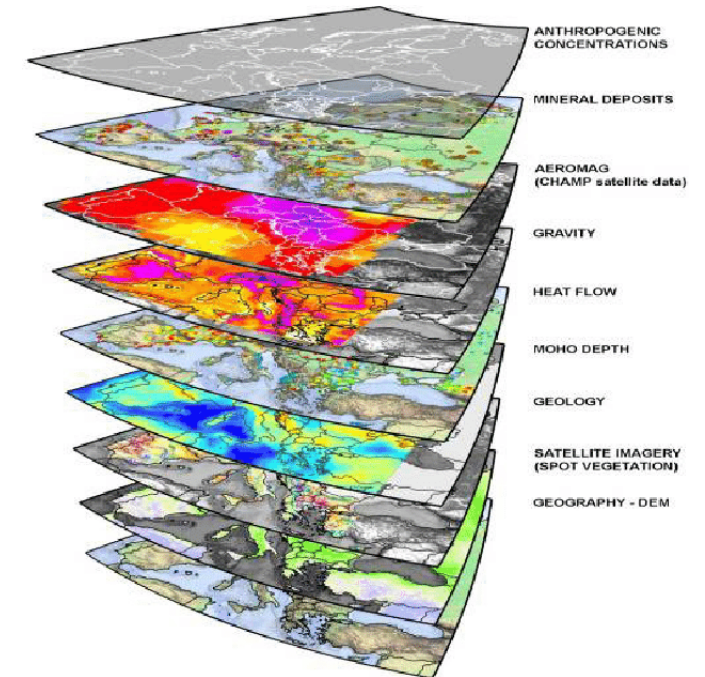 ANTHROPOGENIC
CONCENTRATIONS
MINERAL DEPOSITS
AEROMAG
(CHAMP satellite data)
GRAVITY
HEAT FLOW
MOHO DEPTH
GEOLOGY
SATELLITE IMAGERY
(SPOT VEGETATION)
GEOGRAPHY - DEM